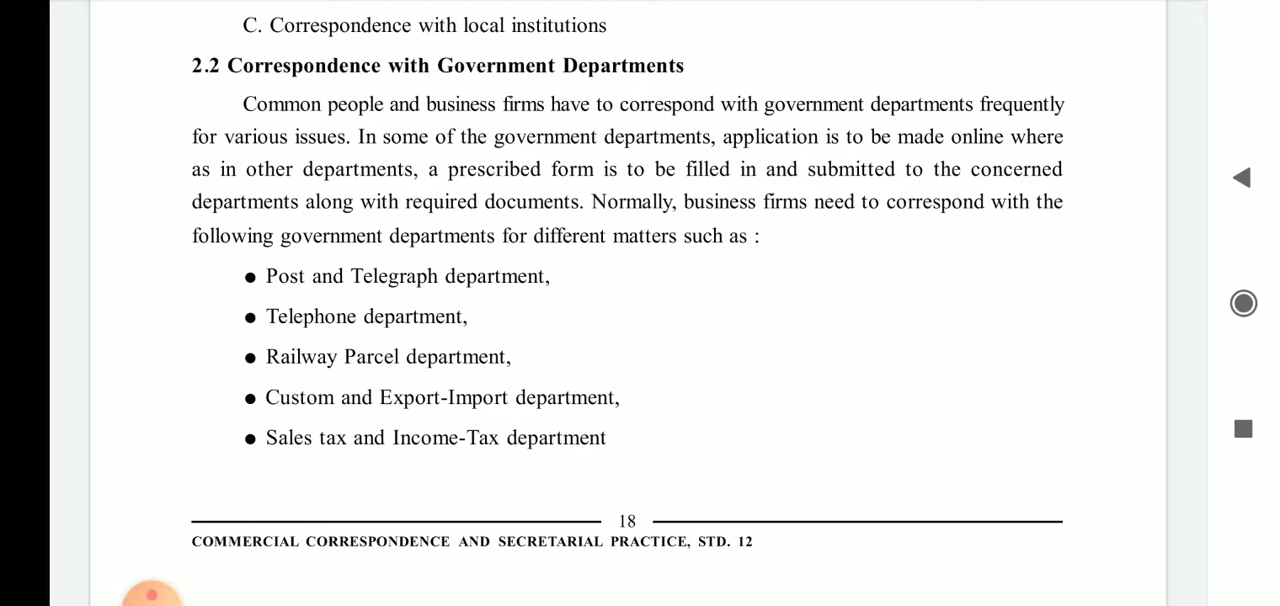 C. Correspondence with local institutions
2.2 Correspondence with Government Departments
Common people and business firms have to correspond with government departments frequently
for various issues. In some of the government departments, application is to be made online where
as in other departments, a prescribed form is to be filled in and submitted to the concerned
departments along with required documents. Normally, business firms need to correspond with the
following government departments for different matters such as :
● Post and Telegraph department,
● Telephone department,
● Railway Parcel department,
● Custom and Export-Import department,
● Sales tax and Income-Tax department
18
COMMERCIAL CORRESPONDENCE AND SECRETARIAL PRACTICE, STD. 12